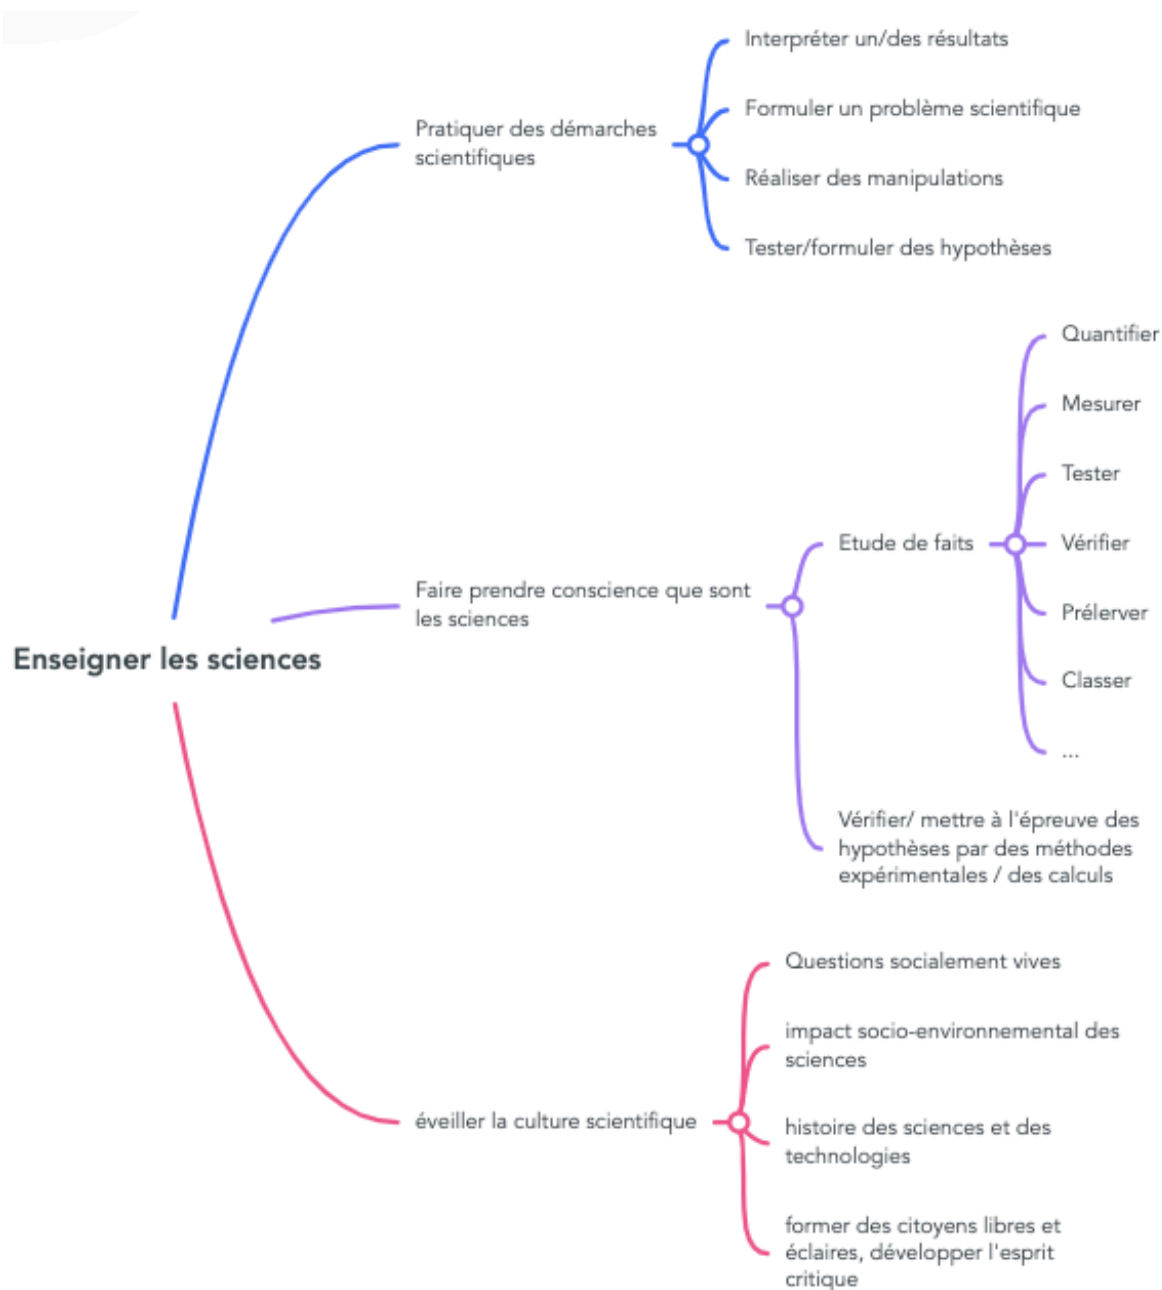 Interpréter un/des résultats
Formuler un problème scientifique
Pratiquer des démarches
scientifiques
Réaliser des manipulations
Tester/formuler des hypothèses
Quantifier
Mesurer
Tester
Etude de faits
Vérifier
Faire prendre conscience que sont
les sciences
Prélerver
Enseigner les sciences
Classer
...
Vérifier/ mettre à l'épreuve des
hypothèses par des méthodes
expérimentales / des calculs
Questions socialement vives
impact socio-environnemental des
sciences
éveiller la culture scientifique
histoire des sciences et des
technologies
former des citoyens libres et
éclaires, développer l'esprit
critique